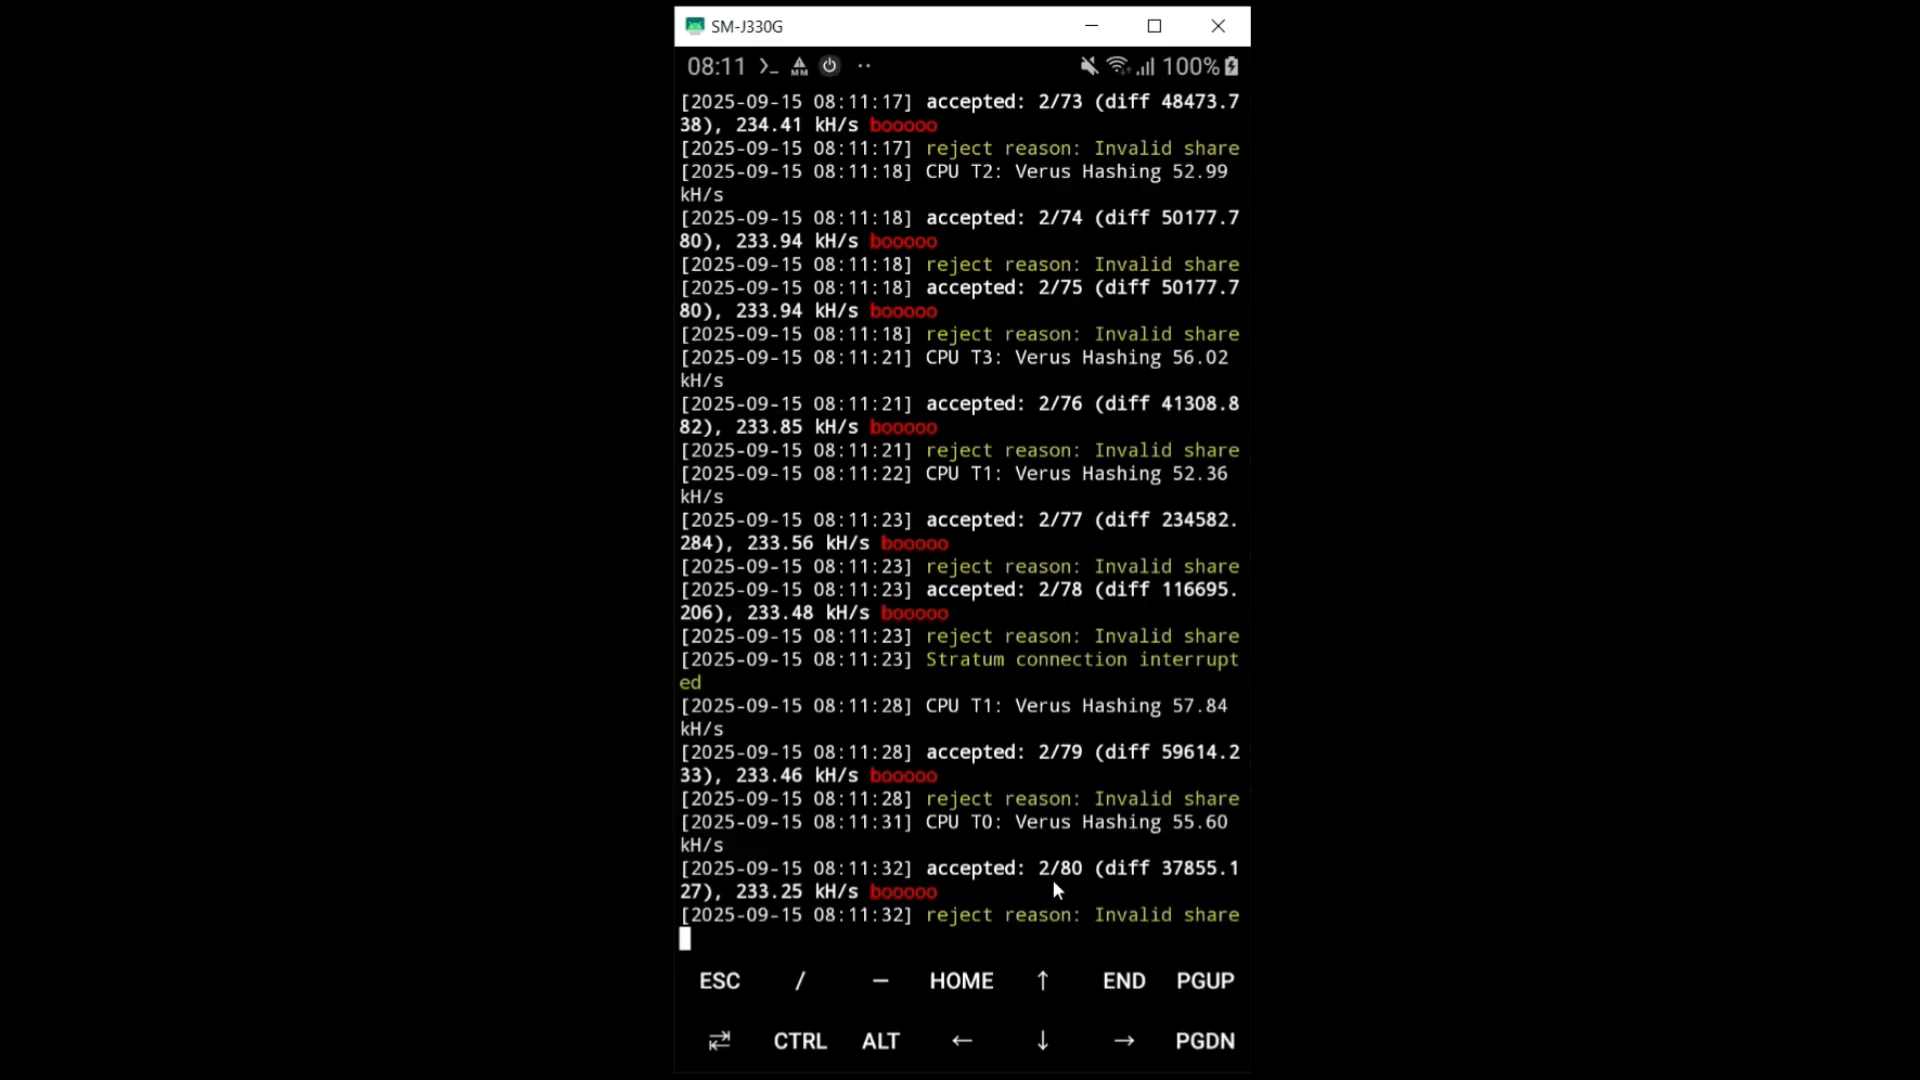 SM-J330G
08:11 100%
[2025-09-15 08:11:17] accepted: 2/73 (diff 48473.7
38), 234.41 kH/s booooo
[2025-09-15 08:11:17] reject reason: Invalid share
[2025-09-15 08:11:18] CPU T2: Verus Hashing 52.99
kH/s
[2025-09-15 08:11:18] accepted: 2/74 (diff 50177.7
80), 233.94 kH/s booooo
[2025-09-15 08:11:18] reject reason: Invalid share
[2025-09-15 08:11:18] accepted: 2/75 (diff 50177.7
80), 233.94 kH/s booooo
[2025-09-15 08:11:18] reject reason: Invalid share
[2025-09-15 08:11:21] CPU T3: Verus Hashing 56.02
kH/s
[2025-09-15 08:11:21] accepted: 2/76 (diff 41308.8
82), 233.85 kH/s booooo
[2025-09-15 08:11:21] reject reason: Invalid share
[2025-09-15 08:11:22] CPU T1: Verus Hashing 52.36
kH/s
[2025-09-15 08:11:23] accepted: 2/77 (diff 234582.
284), 233.56 kH/s booooo
[2025-09-15 08:11:23] reject reason: Invalid share
[2025-09-15 08:11:23] accepted: 2/78 (diff 116695.
206), 233.48 kH/s booooo
[2025-09-15 08:11:23] reject reason: Invalid share
[2025-09-15 08:11:23] Stratum connection interrupt
ed
[2025-09-15 08:11:28] CPU T1: Verus Hashing 57.84
kH/s
[2025-09-15 08:11:28] accepted: 2/79 (diff 59614.2
33), 233.46 kH/s booooo
[2025-09-15 08:11:28] reject reason: Invalid share
[2025-09-15 08:11:31] CPU T0: Verus Hashing 55.60
kH/s
[2025-09-15 08:11:32] accepted: 2/80 (diff 37855.1
27), 233.25 kH/s booooo
[2025-09-15 08:11:32] reject reason: Invalid share
ESC / — HOME ↑ END PGUP
⇄ CTRL ALT ← ↓ → PGDN